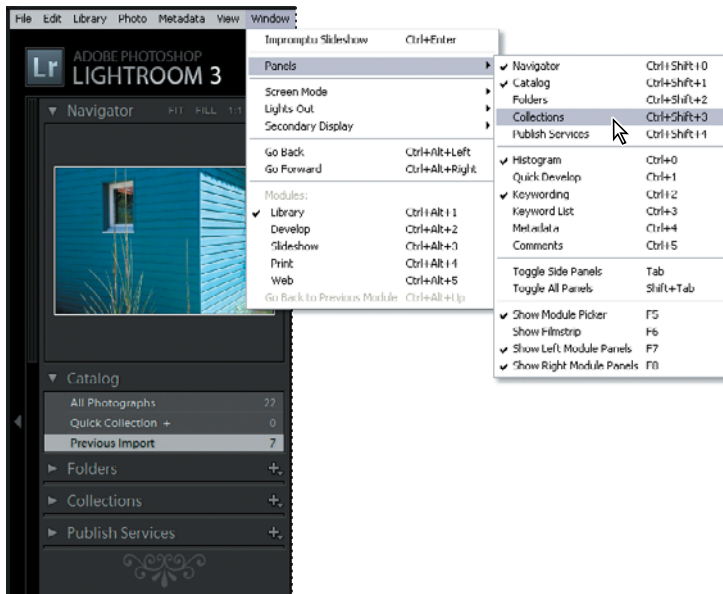 File Edit Library Photo Metadata View Window
Lr ADOBE PHOTOSHOP
LIGHTROOM 3
Navigator FIT FILL 1:1
Catalog
All Photographs 22
Quick Collection + 0
Previous Import 7
Folders
Collections
Publish Services
Impromptu Slideshow Ctrl+Enter
Panels
Screen Mode
Lights Out
Secondary Display
Go Back Ctrl+Alt+Left
Go Forward Ctrl+Alt+Right
Modules:
Library Ctrl+Alt+1
Develop Ctrl+Alt+2
Slideshow Ctrl+Alt+3
Print Ctrl+Alt+4
Web Ctrl+Alt+5
Go Back to Previous Module Ctrl+Alt+Up
Navigator Ctrl+Shift+0
Catalog Ctrl+Shift+1
Folders Ctrl+Shift+2
Collections Ctrl+Shift+3
Publish Services Ctrl+Shift+4
Histogram Ctrl+0
Quick Develop Ctrl+1
Keywording Ctrl+2
Keyword List Ctrl+3
Metadata Ctrl+4
Comments Ctrl+5
Toggle Side Panels Tab
Toggle All Panels Shift+Tab
Show Module Picker F5
Show Filmstrip F6
Show Left Module Panels F7
Show Right Module Panels F8